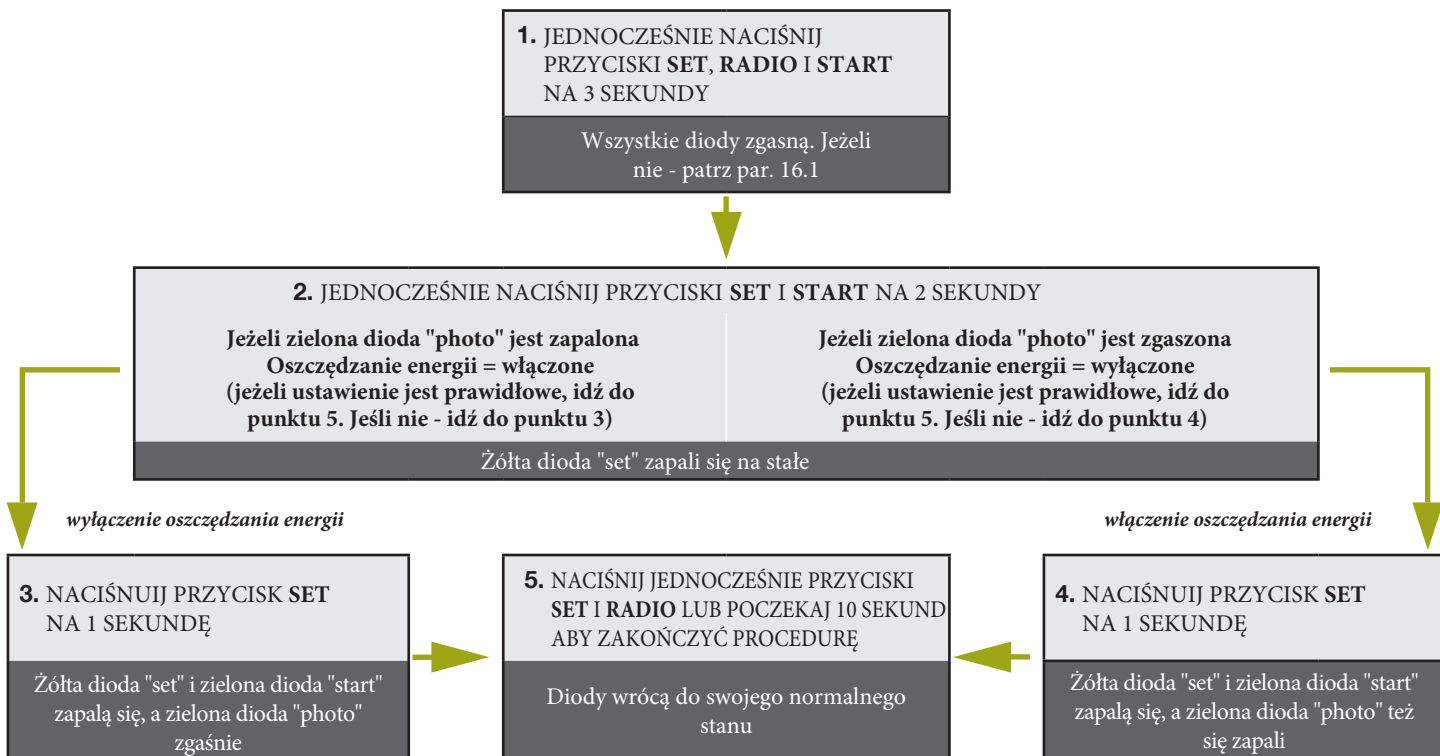 1. JEDNOCZEŚNIE NACIŚNIJ
PRZYCISKI SET, RADIO I START
NA 3 SEKUNDY
Wszystkie diody zgasną. Jeżeli
nie - patrz par. 16.1
2. JEDNOCZEŚNIE NACIŚNIJ PRZYCISKI SET I START NA 2 SEKUNDY
Jeżeli zielona dioda "photo" jest zapalona
Oszczędzanie energii = włączone
(jeżeli ustawienie jest prawidłowe, idź do
punktu 5. Jeśli nie - idź do punktu 3)
Jeżeli zielona dioda "photo" jest zgaszona
Oszczędzanie energii = wyłączone
(jeżeli ustawienie jest prawidłowe, idź do
punktu 5. Jeśli nie - idź do punktu 4)
Żółta dioda "set" zapali się na stałe
wyłączenie oszczędzania energii
włączenie oszczędzania energii
3. NACIŚNUIJ PRZYCISK SET
NA 1 SEKUNDĘ
Żółta dioda "set" i zielona dioda "start"
zapalą się, a zielona dioda "photo"
zgaśnie
5. NACIŚNIJ JEDNOCZEŚNIE PRZYCISKI
SET I RADIO LUB POCZEKAJ 10 SEKUND
ABY ZAKOŃCZYĆ PROCEDURĘ
Diody wrócą do swojego normalnego
stanu
4. NACIŚNUIJ PRZYCISK SET
NA 1 SEKUNDĘ
Żółta dioda "set" i zielona dioda "start"
zapalą się, a zielona dioda "photo" też
się zapali